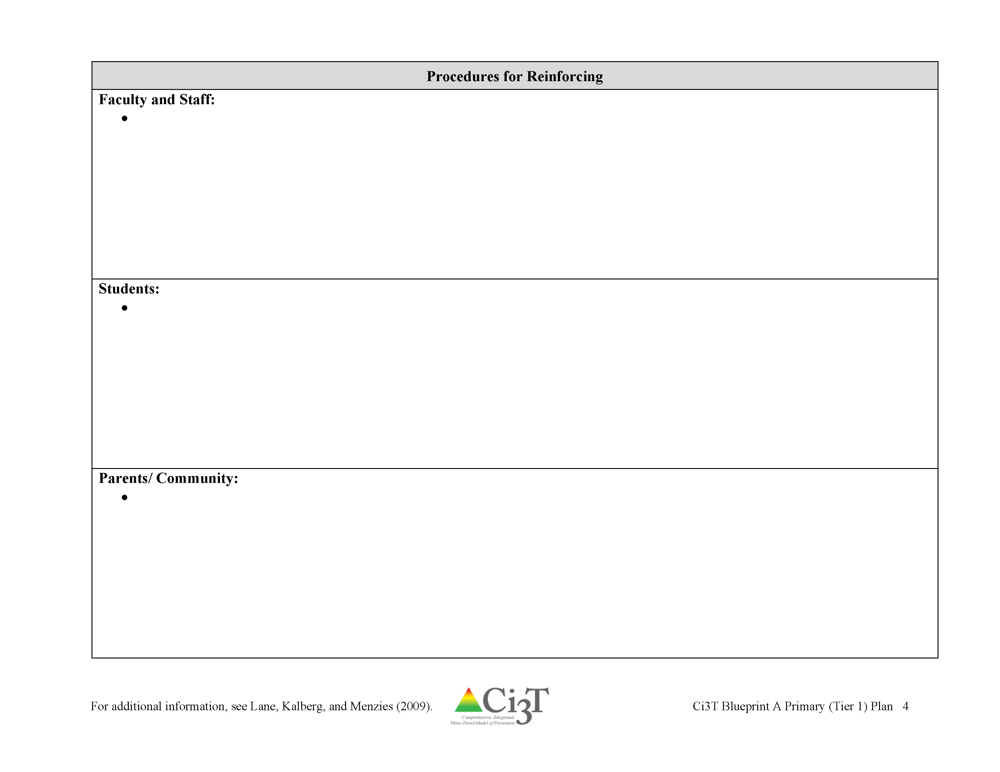 Procedures for Reinforcing
Faculty and Staff:
•
Students:
•
Parents/ Community:
•
For additional information, see Lane, Kalberg, and Menzies (2009).
Ci3T
Comprehensive, Integrated,
Three-Tiered Model of Prevention
Ci3T Blueprint A Primary (Tier 1) Plan 4